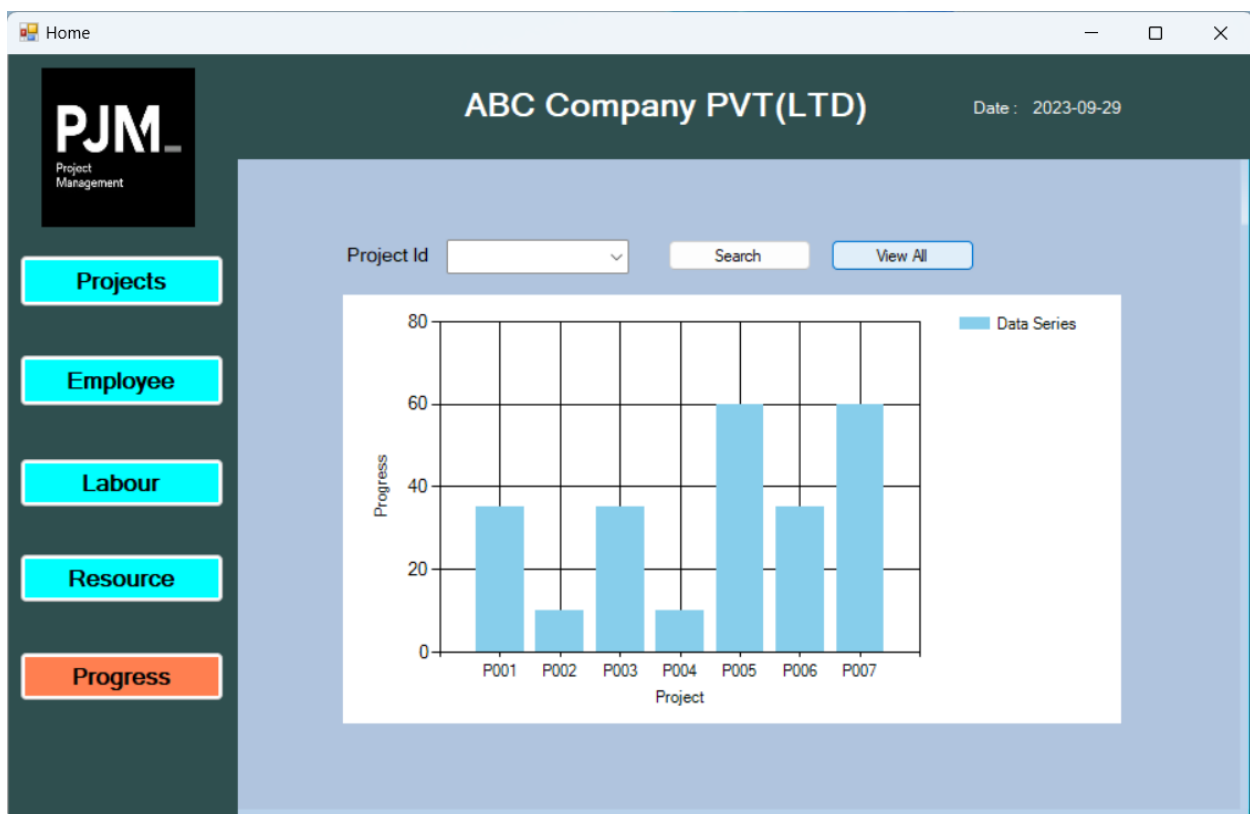 Home
PJM_
Project
Management
ABC Company PVT(LTD)
Date : 2023-09-29
Projects
Employee
Labour
Resource
Progress
Project Id
Search
View All
80
60
40
20
0
Progress
P001 P002 P003 P004 P005 P006 P007
Project
Data Series